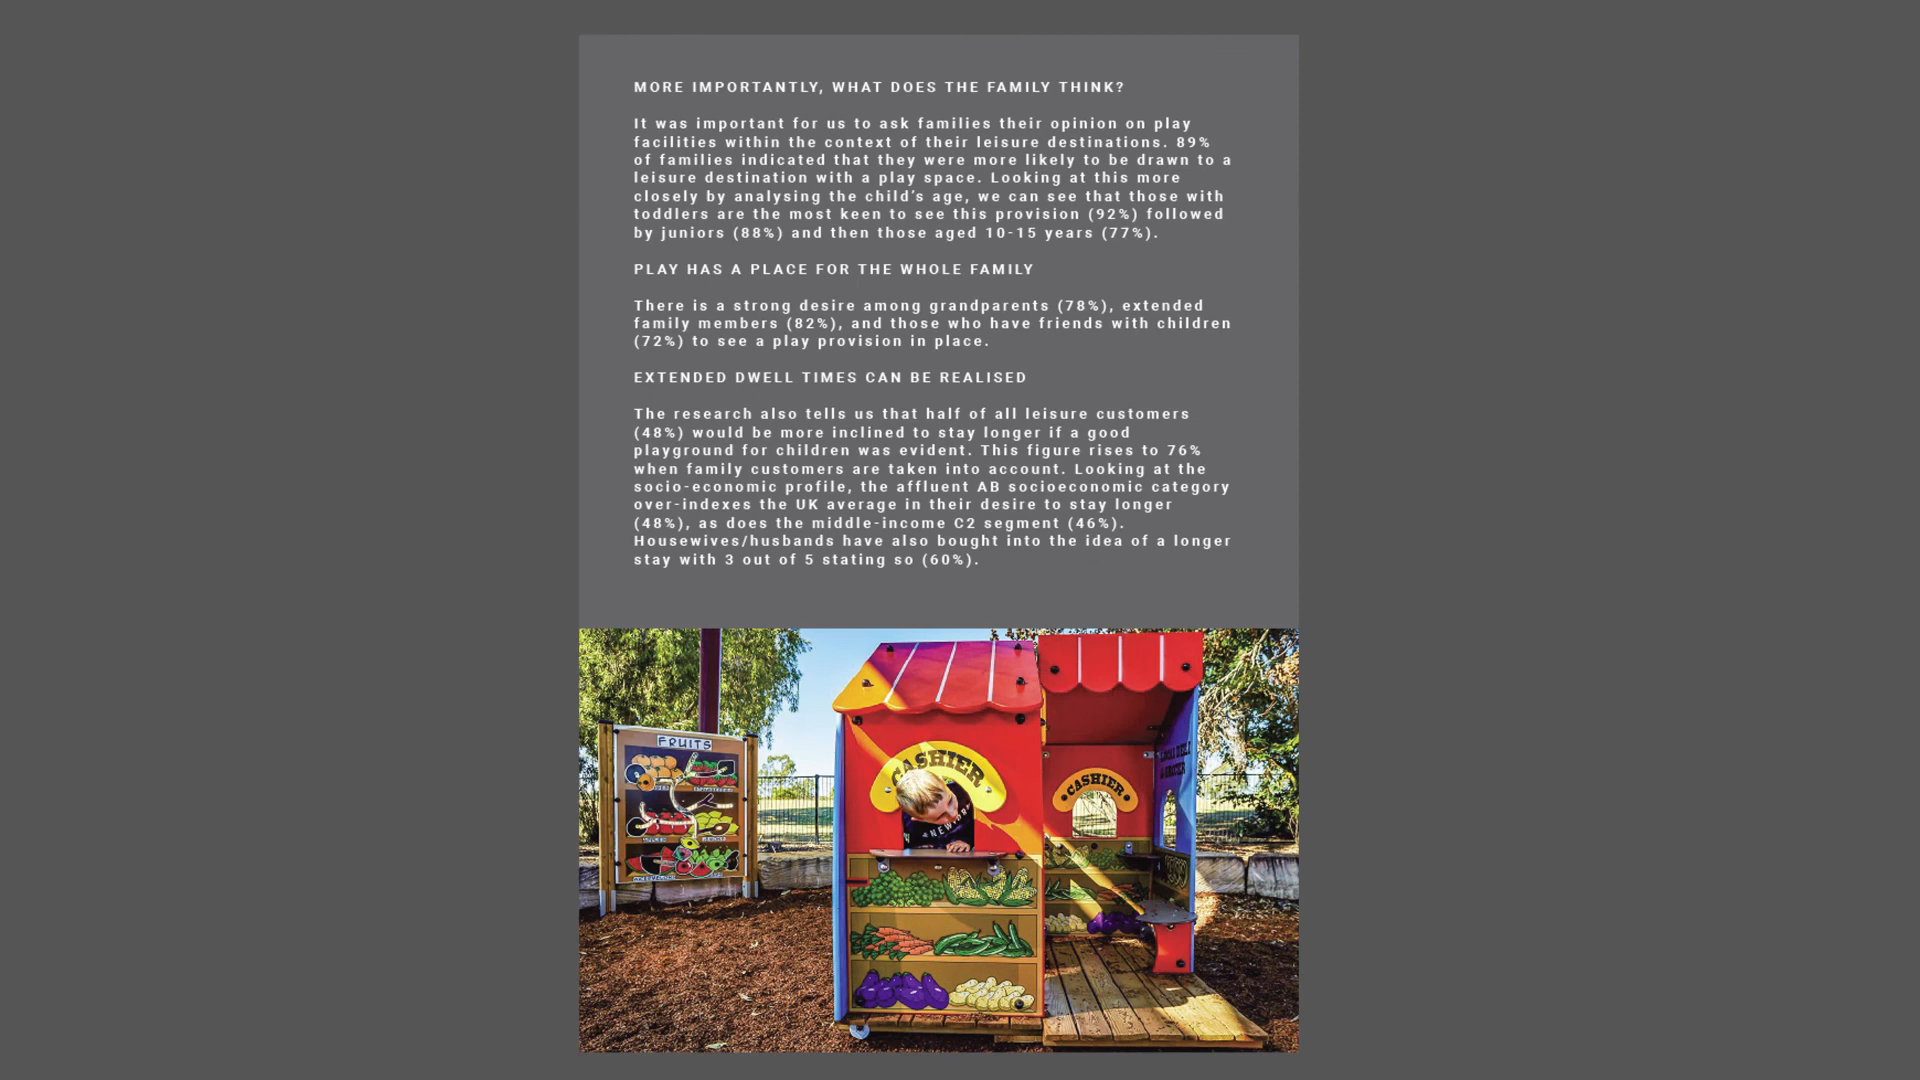 MORE IMPORTANTLY, WHAT DOES THE FAMILY THINK?
It was important for us to ask families their opinion on play
facilities within the context of their leisure destinations. 89%
of families indicated that they were more likely to be drawn to a
leisure destination with a play space. Looking at this more
closely by analysing the child’s age, we can see that those with
toddlers are the most keen to see this provision (92%) followed
by juniors (88%) and then those aged 10-15 years (77%).
PLAY HAS A PLACE FOR THE WHOLE FAMILY
There is a strong desire among grandparents (78%), extended
family members (82%), and those who have friends with children
(72%) to see a play provision in place.
EXTENDED DWELL TIMES CAN BE REALISED
The research also tells us that half of all leisure customers
(48%) would be more inclined to stay longer if a good
playground for children was evident. This figure rises to 76%
when family customers are taken into account. Looking at the
socio-economic profile, the affluent AB socioeconomic category
over-indexes the UK average in their desire to stay longer
(48%), as does the middle-income C2 segment (46%).
Housewives/husbands have also bought into the idea of a longer
stay with 3 out of 5 stating so (60%).
FRUITS
CASHIER
CASHIER